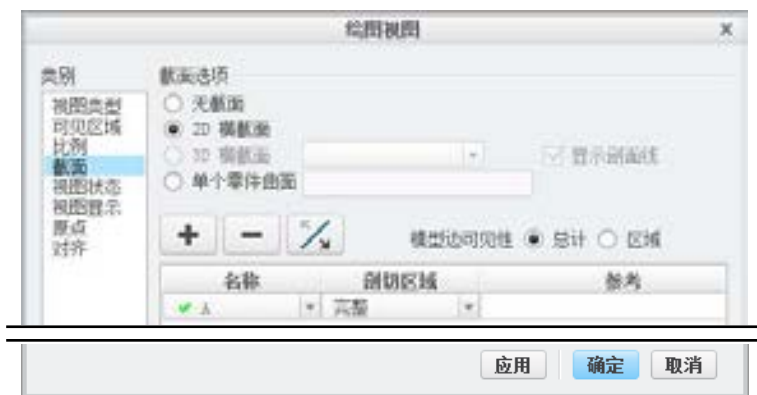 绘图视图
类别
视图类型
可见区域
比例
截面
视图状态
视图显示
原点
对齐
截面选项
无截面
2D 横截面
3D 横截面
显示剖面线
单个零件曲面
模型边可见性 总计 区域
名称 剖切区域 参考
A 完整
应用 确定 取消